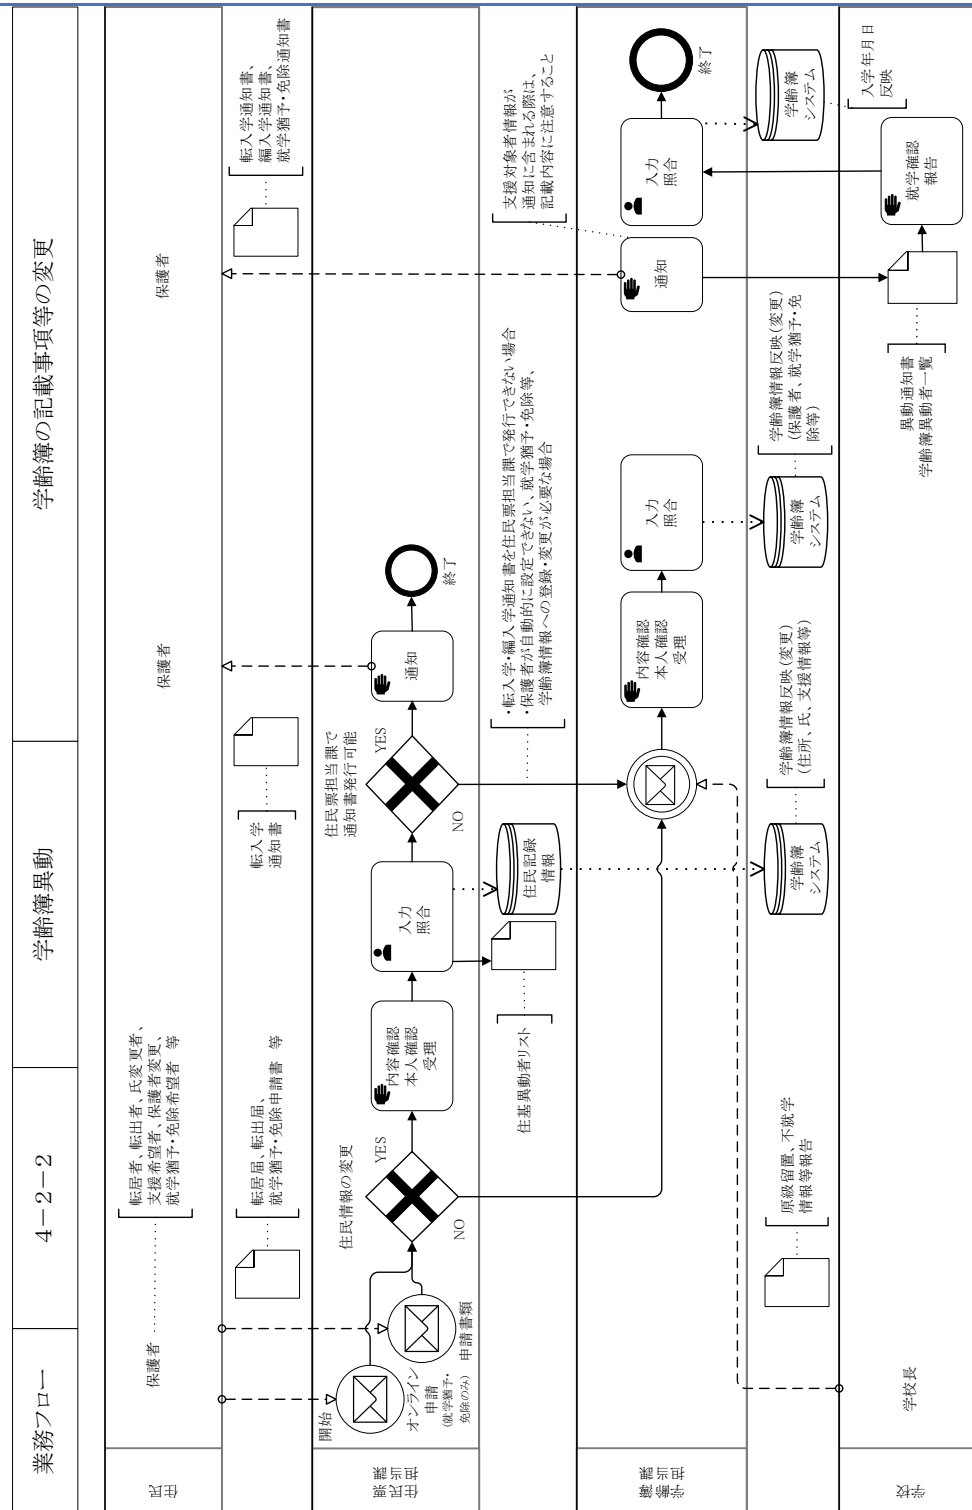 業務フロー
4－2－2
学齢簿異動
学齢簿の記載事項等の変更
住民
保護者
転居者、転出者、氏変更者、
支援希望者、保護者変更、
就学猶予・免除希望者 等
保護者
保護者
転居届、転出届、
就学猶予・免除申請書 等
転入学
通知書
転入学通知書、
編入学通知書、
就学猶予・免除通知書
住民票
担当課
開始
オンライン
申請
(就学猶予・
免除のみ)
申請書類
住民情報の変更
YES
NO
内容確認
本人確認
受理
入力
照合
住民票担当課で
通知書発行可能
YES
NO
通知
終了
住基異動者リスト
住民記録
情報
・転入学・編入学通知書を住民票担当課で発行できない場合
・保護者が自動的に設定できない、就学猶予・免除等、
学齢簿情報への登録・変更が必要な場合
支援対象者情報が
通知に含まれる際は、
記載内容に注意すること
学齢簿
担当課
内容確認
本人確認
受理
入力
照合
通知
入力
照合
終了
原級留置、不就学
情報等報告
学齢簿
システム
学齢簿情報反映(変更)
(住所、氏、支援情報等)
学齢簿
システム
学齢簿情報反映(変更)
(保護者、就学猶予・免
除等)
学齢簿
システム
入学年月日
反映
学校
学校長
異動通知書
学齢簿異動者一覧
就学確認
報告